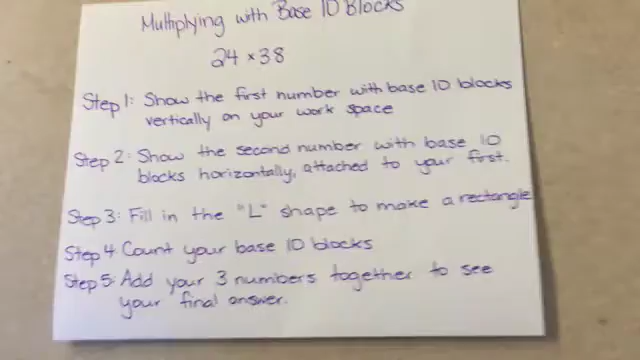 Multiplying with Base 10 Blocks
24 × 38
Step 1: Show the first number with base 10 blocks
vertically on your work space
Step 2: Show the second number with base 10
blocks horizontally, attached to your first.
Step 3: Fill in the "L" shape to make a rectangle
Step 4: Count your base 10 blocks
Step 5: Add your 3 numbers together to see
your final answer.